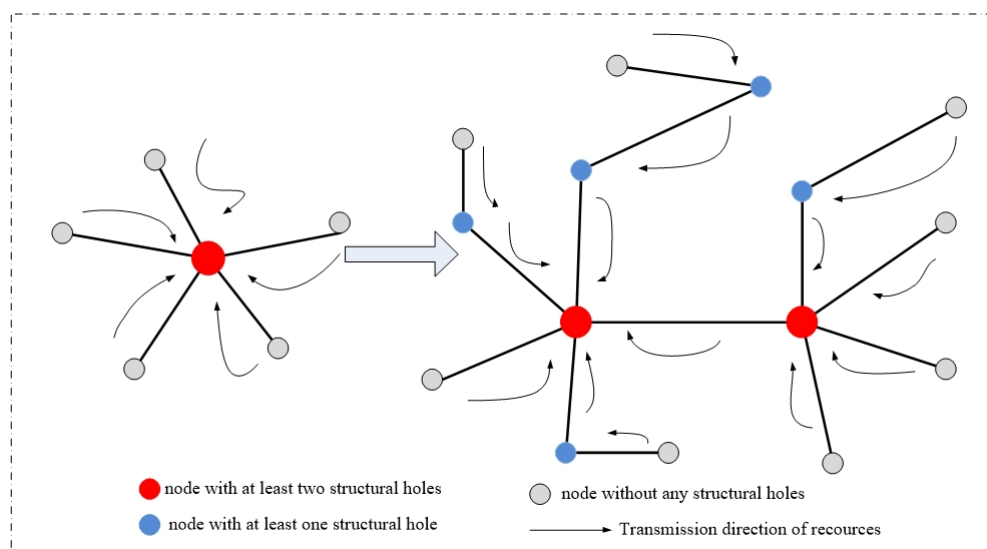 node with at least two structural holes
node without any structural holes
node with at least one structural hole
Transmission direction of recources